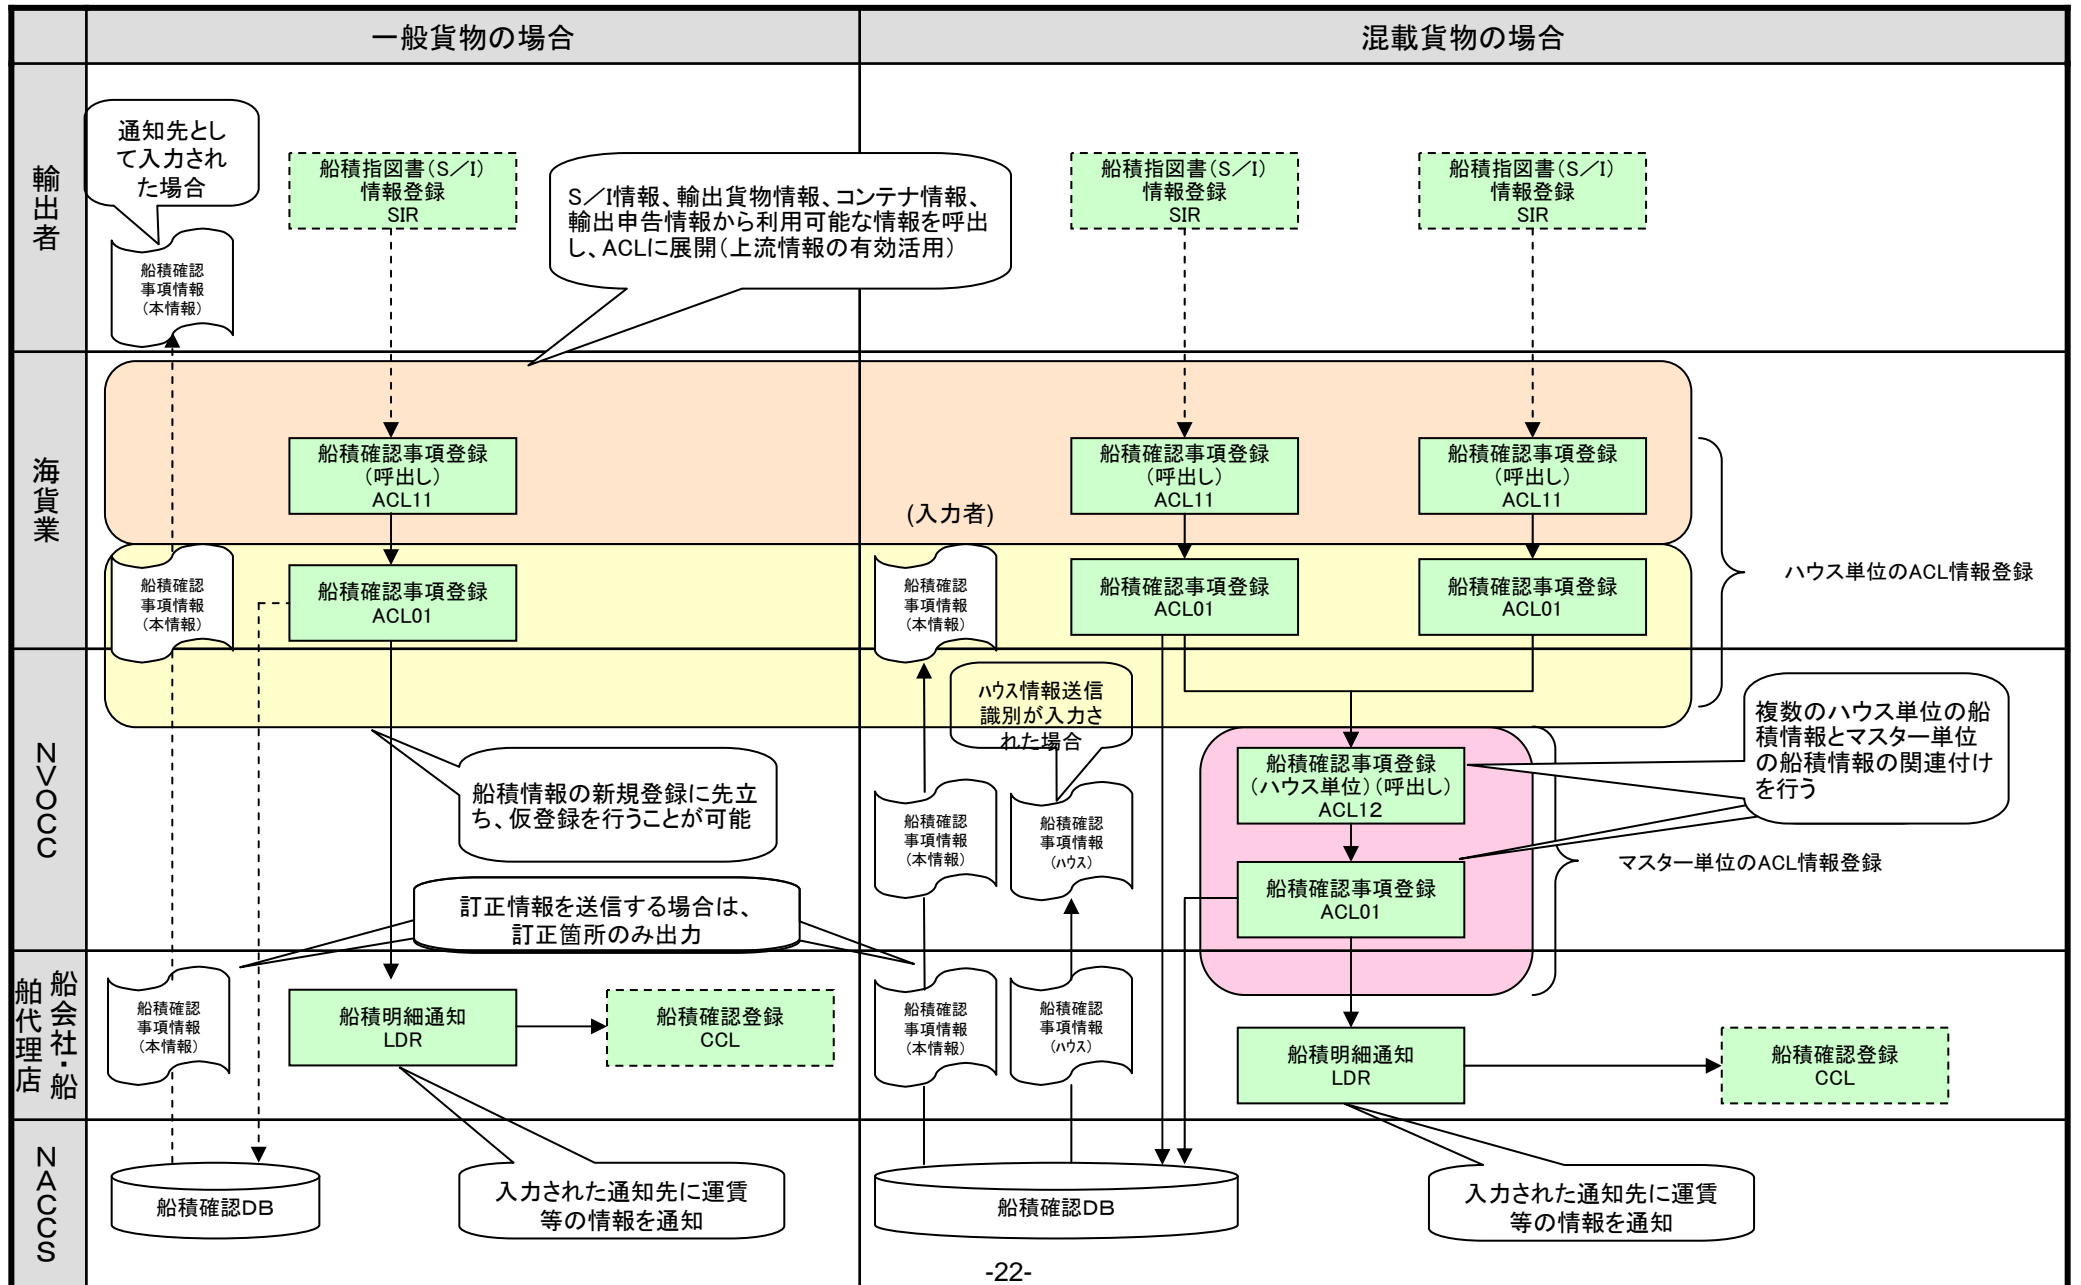 一般貨物の場合
混載貨物の場合
輸出者
通知先とし
て入力され
た場合
船積指図書(S/I)
情報登録
SIR
S/I情報、輸出貨物情報、コンテナ情報、
輸出申告情報から利用可能な情報を呼出
し、ACLに展開(上流情報の有効活用)
船積指図書(S/I)
情報登録
SIR
船積指図書(S/I)
情報登録
SIR
船積確認
事項情報
(本情報)
海貨業
船積確認事項登録
(呼出し)
ACL11
(入力者)
船積確認事項登録
(呼出し)
ACL11
船積確認事項登録
(呼出し)
ACL11
船積確認
事項情報
(本情報)
船積確認事項登録
ACL01
船積確認
事項情報
(本情報)
船積確認事項登録
ACL01
船積確認事項登録
ACL01
ハウス単位のACL情報登録
NVOCC
ハウス情報送信
識別が入力さ
れた場合
複数のハウス単位の船
積情報とマスター単位
の船積情報の関連付け
を行う
船積情報の新規登録に先立
ち、仮登録を行うことが可能
船積確認
事項情報
(本情報)
船積確認
事項情報
(ハウス)
船積確認事項登録
(ハウス単位)(呼出し)
ACL12
マスター単位のACL情報登録
船積確認事項登録
ACL01
訂正情報を送信する場合は、
訂正箇所のみ出力
船会社・船
舶代理店
船積確認
事項情報
(本情報)
船積明細通知
LDR
船積確認登録
CCL
船積確認
事項情報
(本情報)
船積確認
事項情報
(ハウス)
船積明細通知
LDR
船積確認登録
CCL
NACCS
船積確認DB
入力された通知先に運賃
等の情報を通知
船積確認DB
入力された通知先に運賃
等の情報を通知
-22-